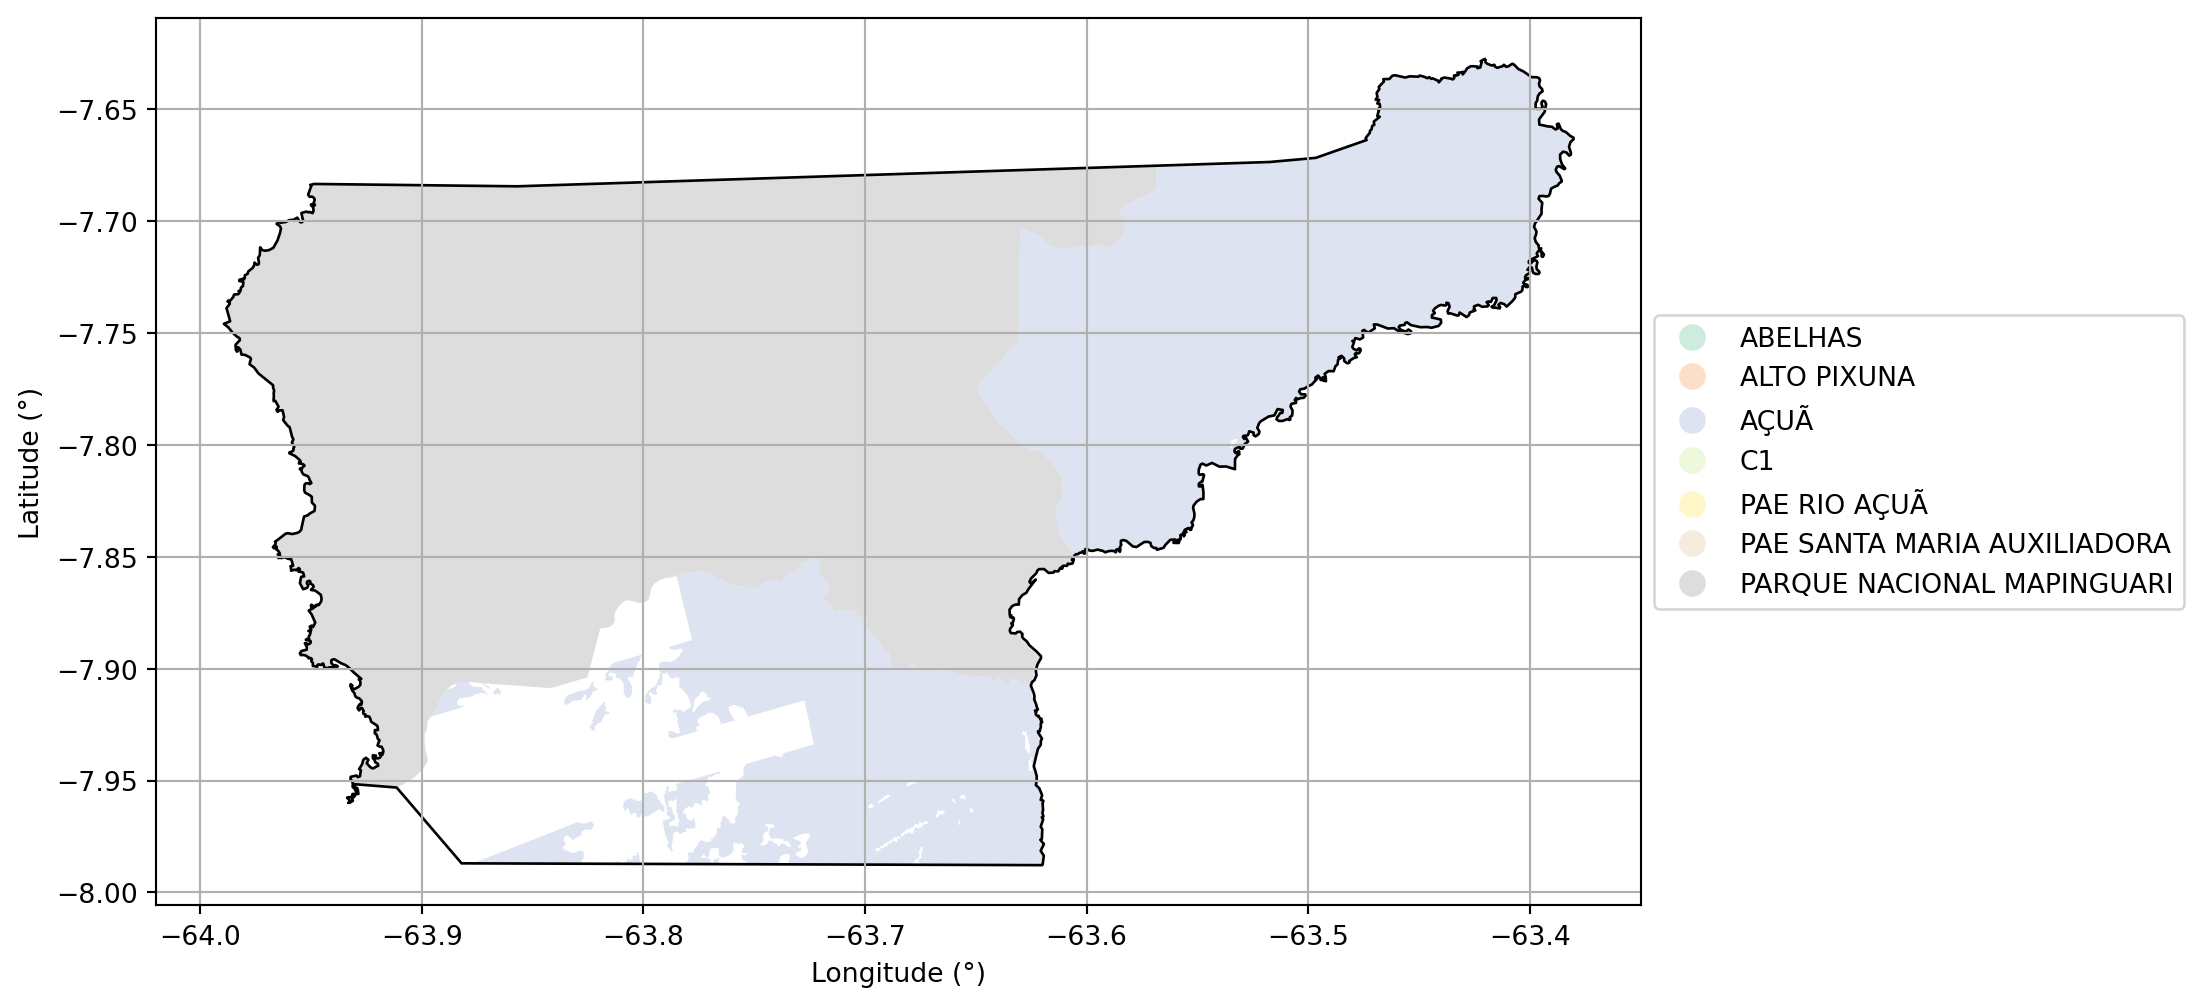 −7.65
−7.70
−7.75
−7.80
−7.85
−7.90
−7.95
−8.00
Latitude (°)
−64.0 −63.9 −63.8 −63.7 −63.6 −63.5 −63.4
Longitude (°)
ABELHAS
ALTO PIXUNA
AÇUÃ
C1
PAE RIO AÇUÃ
PAE SANTA MARIA AUXILIADORA
PARQUE NACIONAL MAPINGUARI